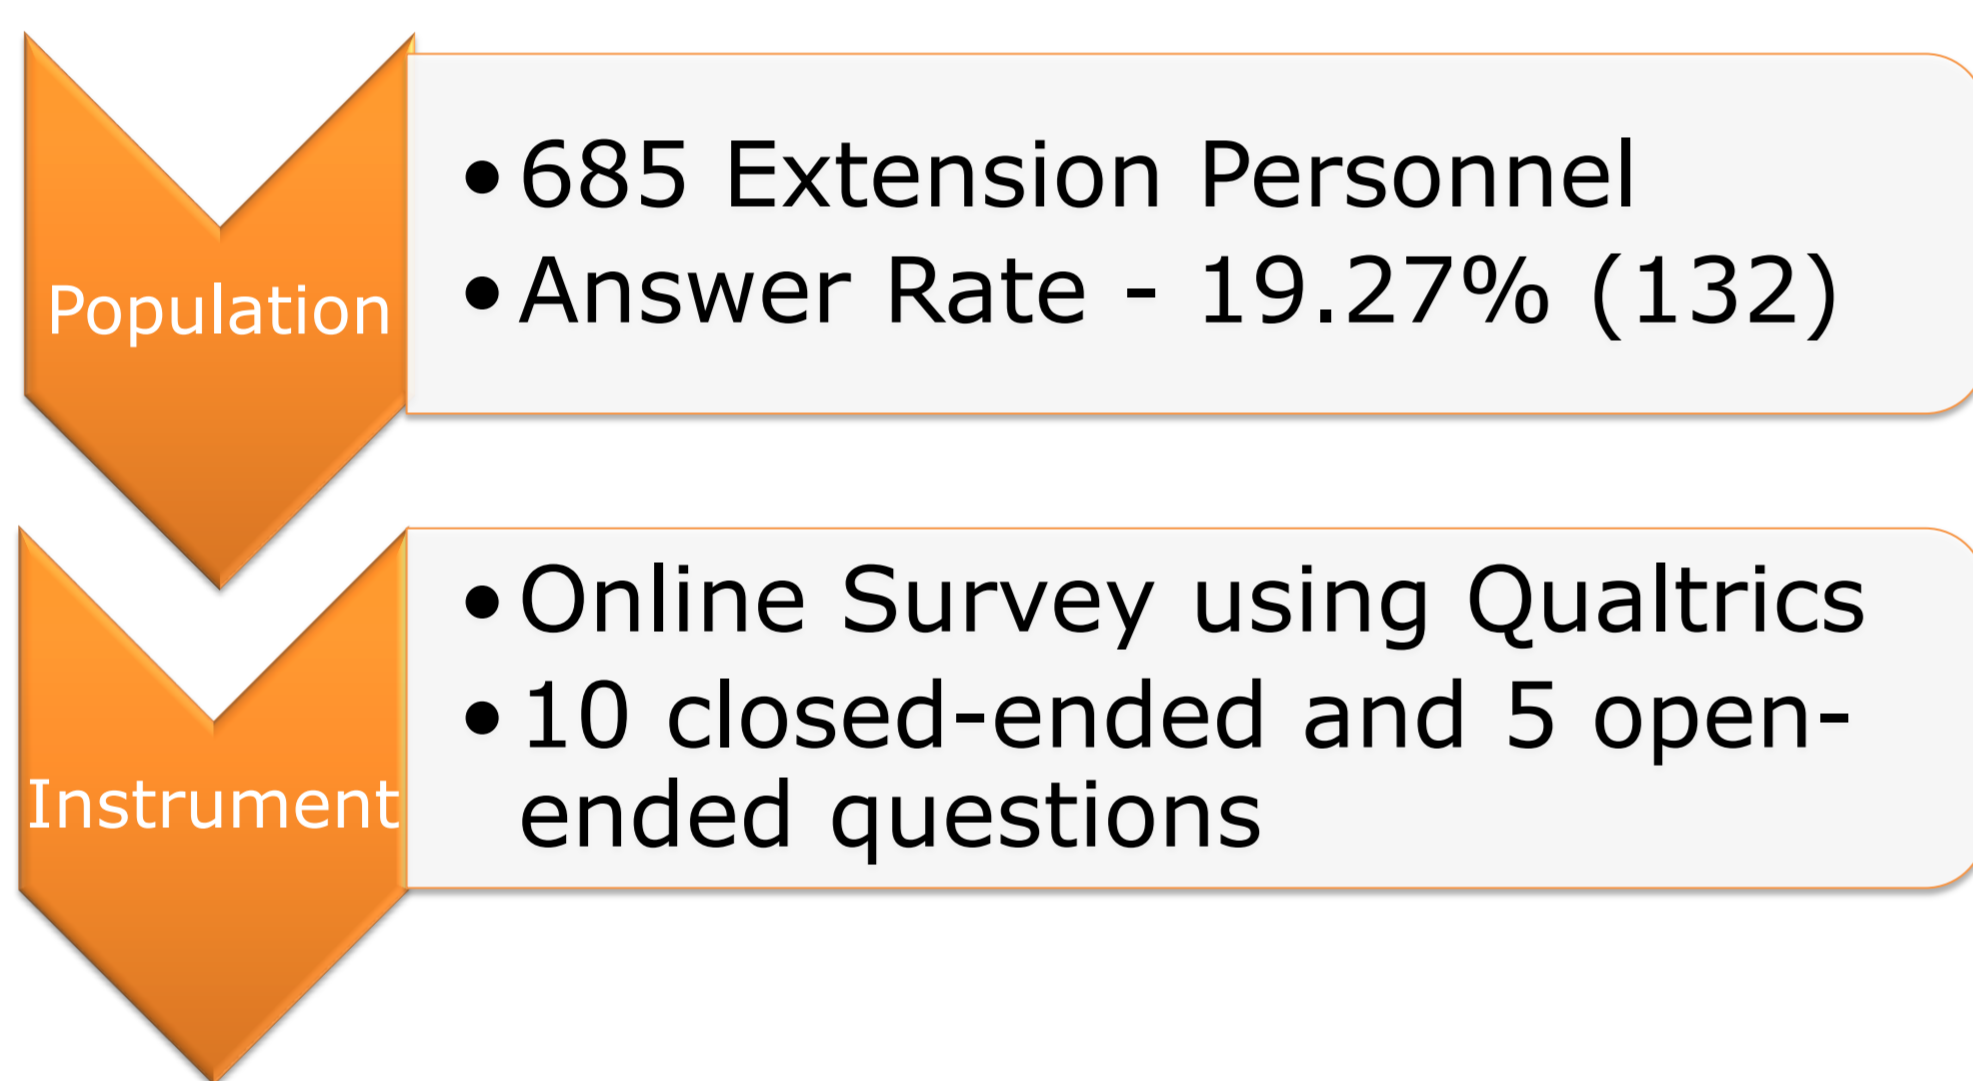 Population
•685 Extension Personnel
•Answer Rate - 19.27% (132)
Instrument
•Online Survey using Qualtrics
•10 closed-ended and 5 open-
ended questions